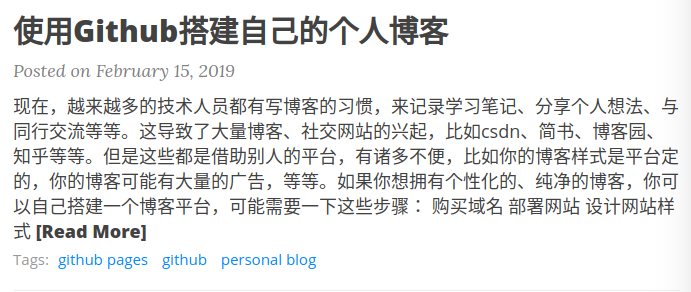 使用Github搭建自己的个人博客
Posted on February 15, 2019
现在，越来越多的技术人员都有写博客的习惯，来记录学习笔记、分享个人想法、与
同行交流等等。这导致了大量博客、社交网站的兴起，比如csdn、简书、博客园、
知乎等等。但是这些都是借助别人的平台，有诸多不便，比如你的博客样式是平台定
的，你的博客可能有大量的广告，等等。如果你想拥有个性化的、纯净的博客，你可
以自己搭建一个博客平台，可能需要一下这些步骤 ：购买域名 部署网站 设计网站样
式 [Read More]
Tags: github pages github personal blog